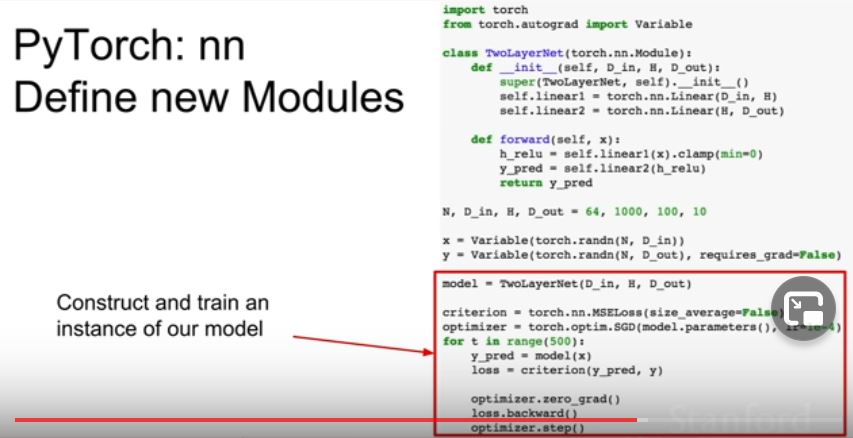 PyTorch: nn
Define new Modules
import torch
from torch.autograd import Variable
class TwoLayerNet(torch.nn.Module):
def __init__(self, D_in, H, D_out):
super(TwoLayerNet, self).__init__()
self.linear1 = torch.nn.Linear(D_in, H)
self.linear2 = torch.nn.Linear(H, D_out)
def forward(self, x):
h_relu = self.linear1(x).clamp(min=0)
y_pred = self.linear2(h_relu)
return y_pred
N, D_in, H, D_out = 64, 1000, 100, 10
x = Variable(torch.randn(N, D_in))
y = Variable(torch.randn(N, D_out), requires_grad=False)
Construct and train an
instance of our model
model = TwoLayerNet(D_in, H, D_out)
criterion = torch.nn.MSELoss(size_average=False)
optimizer = torch.optim.SGD(model.parameters(), lr=1e-4)
for t in range(500):
y_pred = model(x)
loss = criterion(y_pred, y)
optimizer.zero_grad()
loss.backward()
optimizer.step()
Stanford